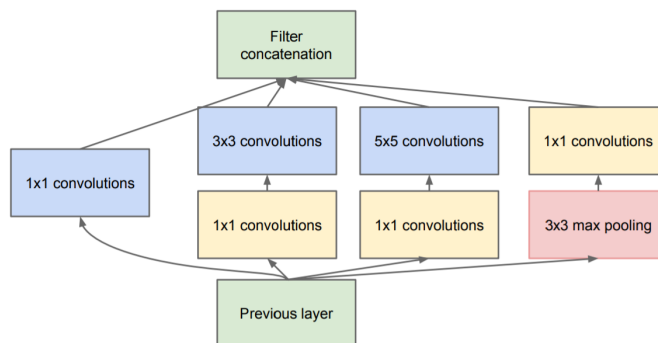 Filter
concatenation
3x3 convolutions
5x5 convolutions
1x1 convolutions
1x1 convolutions
1x1 convolutions
1x1 convolutions
3x3 max pooling
Previous layer